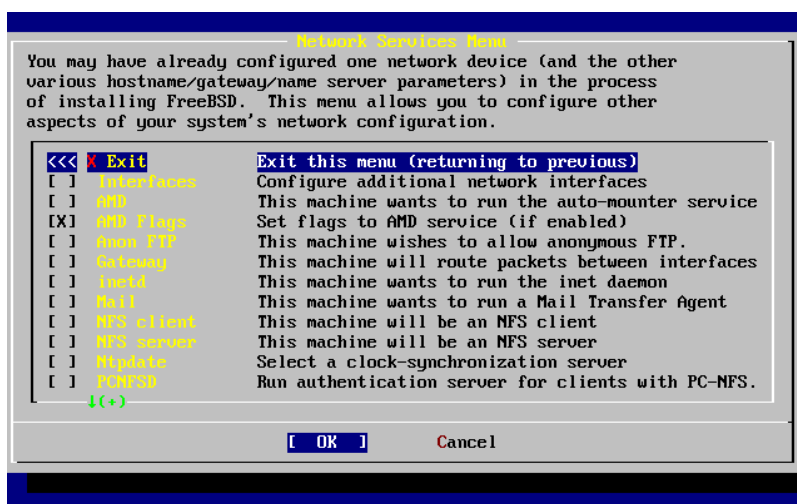 Network Services Menu
You may have already configured one network device (and the other
various hostname/gateway/name server parameters) in the process
of installing FreeBSD.  This menu allows you to configure other
aspects of your system's network configuration.
<<< X Exit Exit this menu (returning to previous)
[ ] Interfaces Configure additional network interfaces
[ ] AMD This machine wants to run the auto-mounter service
[X] AMD Flags Set flags to AMD service (if enabled)
[ ] Anon FTP This machine wishes to allow anonymous FTP.
[ ] Gateway This machine will route packets between interfaces
[ ] inetd This machine wants to run the inet daemon
[ ] Mail This machine wants to run a Mail Transfer Agent
[ ] NFS client This machine will be an NFS client
[ ] NFS server This machine will be an NFS server
[ ] Ntpdate Select a clock-synchronization server
[ ] PCNFSD Run authentication server for clients with PC-NFS.
↓(+)
[ OK ] Cancel